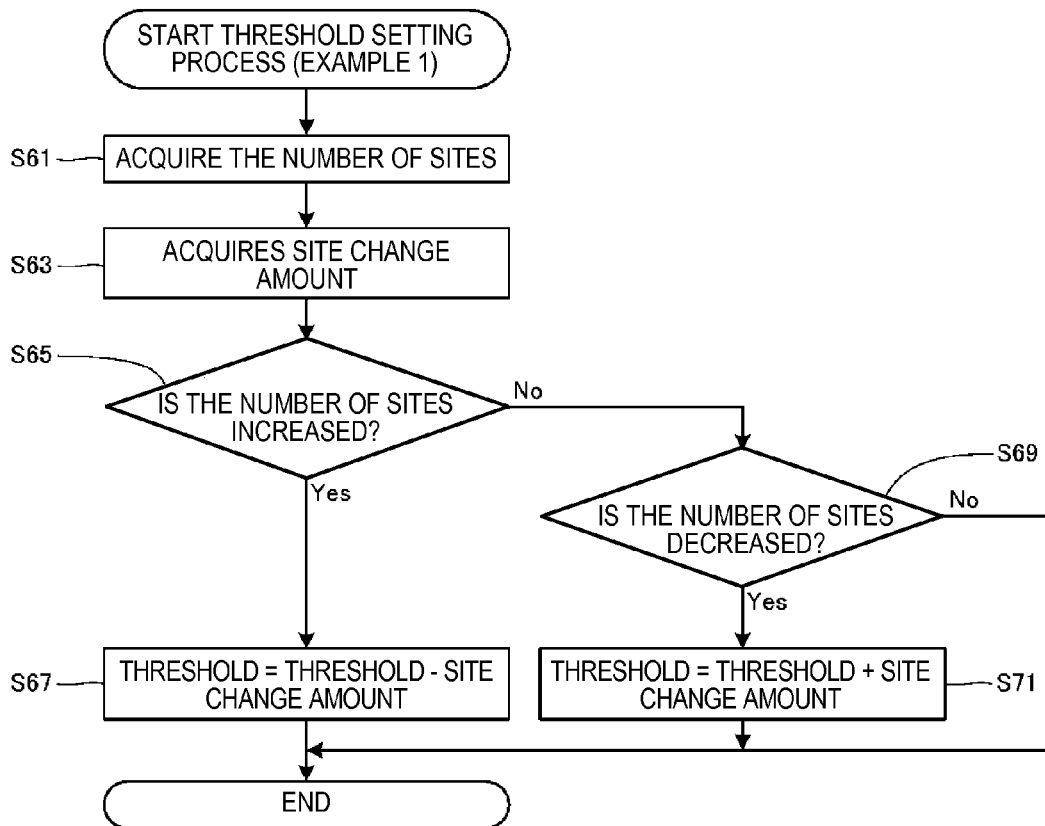 START THRESHOLD SETTING
PROCESS (EXAMPLE 1)
S61
ACQUIRE THE NUMBER OF SITES
S63
ACQUIRES SITE CHANGE
AMOUNT
S65
IS THE NUMBER OF SITES
INCREASED?
No
Yes
S69
IS THE NUMBER OF SITES
DECREASED?
No
Yes
S67
THRESHOLD = THRESHOLD - SITE
CHANGE AMOUNT
THRESHOLD = THRESHOLD + SITE
CHANGE AMOUNT
S71
END